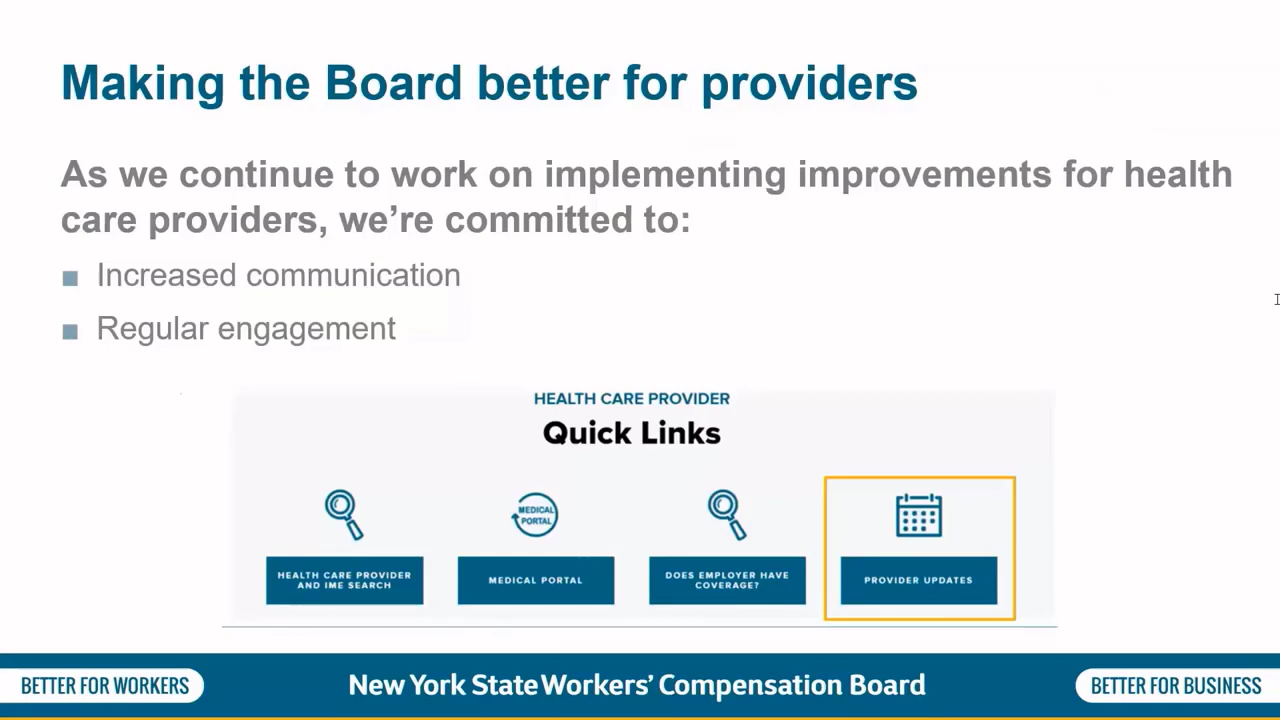 Making the Board better for providers
As we continue to work on implementing improvements for health
care providers, we’re committed to:
■ Increased communication
■ Regular engagement
HEALTH CARE PROVIDER
Quick Links
MEDICAL
PORTAL
HEALTH CARE PROVIDER
AND IME SEARCH
MEDICAL PORTAL
DOES EMPLOYER HAVE
COVERAGE?
PROVIDER UPDATES
BETTER FOR WORKERS
New York State Workers’ Compensation Board
BETTER FOR BUSINESS